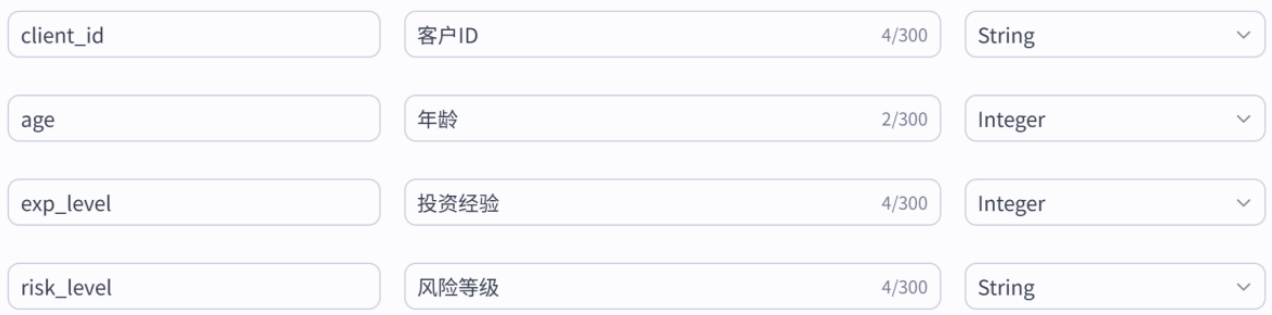 client_id 客户ID 4/300 String
age 年龄 2/300 Integer
exp_level 投资经验 4/300 Integer
risk_level 风险等级 4/300 String